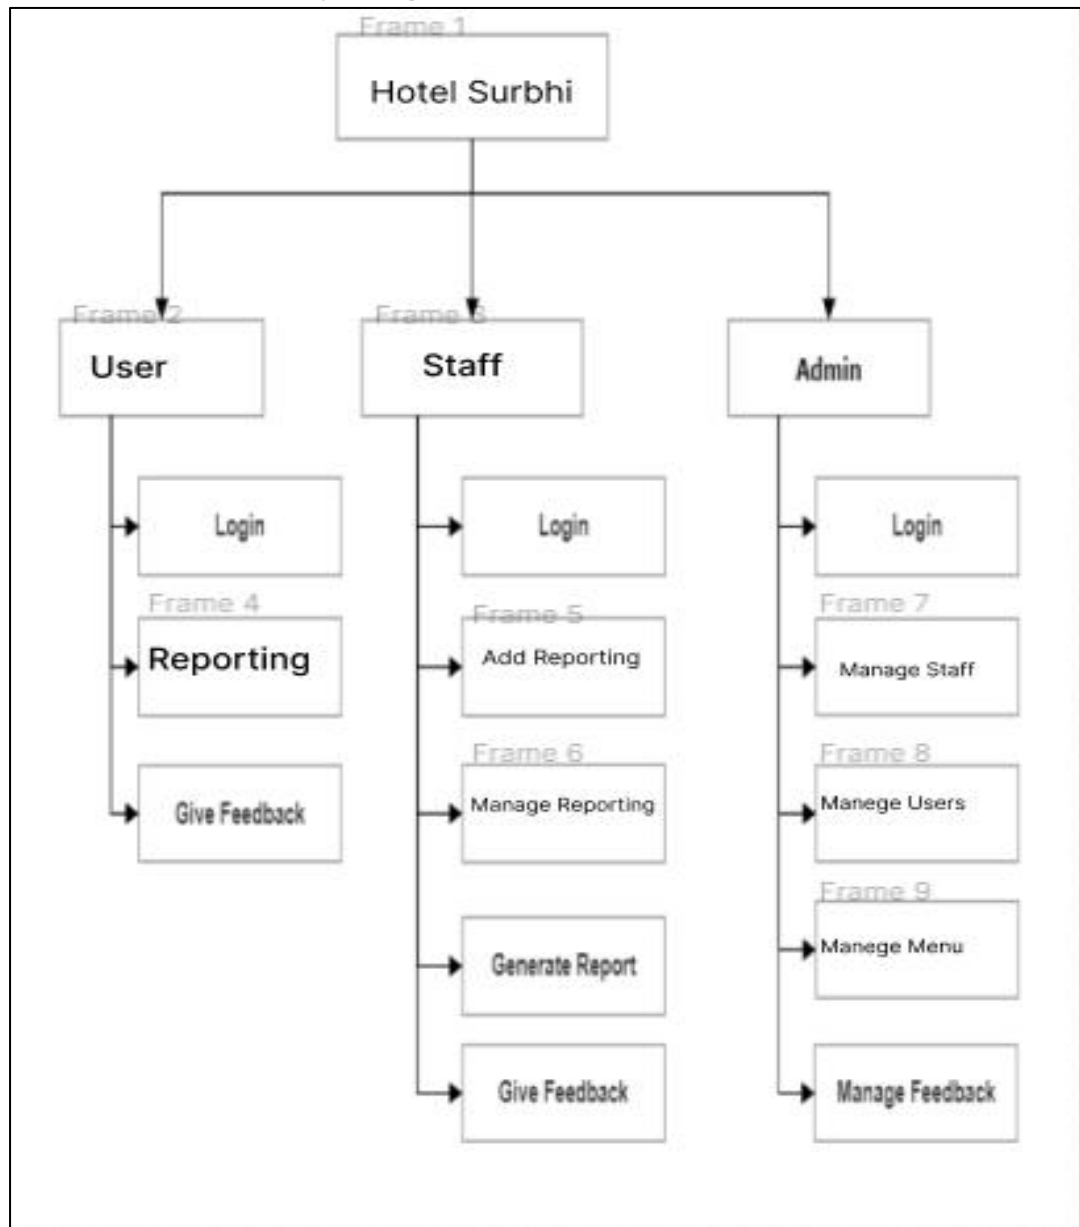 Frame 1
Hotel Surbhi
Frame 2
User
Frame 3
Staff
Admin
Login
Frame 4
Reporting
Give Feedback
Login
Frame 5
Add Reporting
Frame 6
Manage Reporting
Generate Report
Give Feedback
Login
Frame 7
Manage Staff
Frame 8
Manege Users
Frame 9
Manege Menu
Manage Feedback